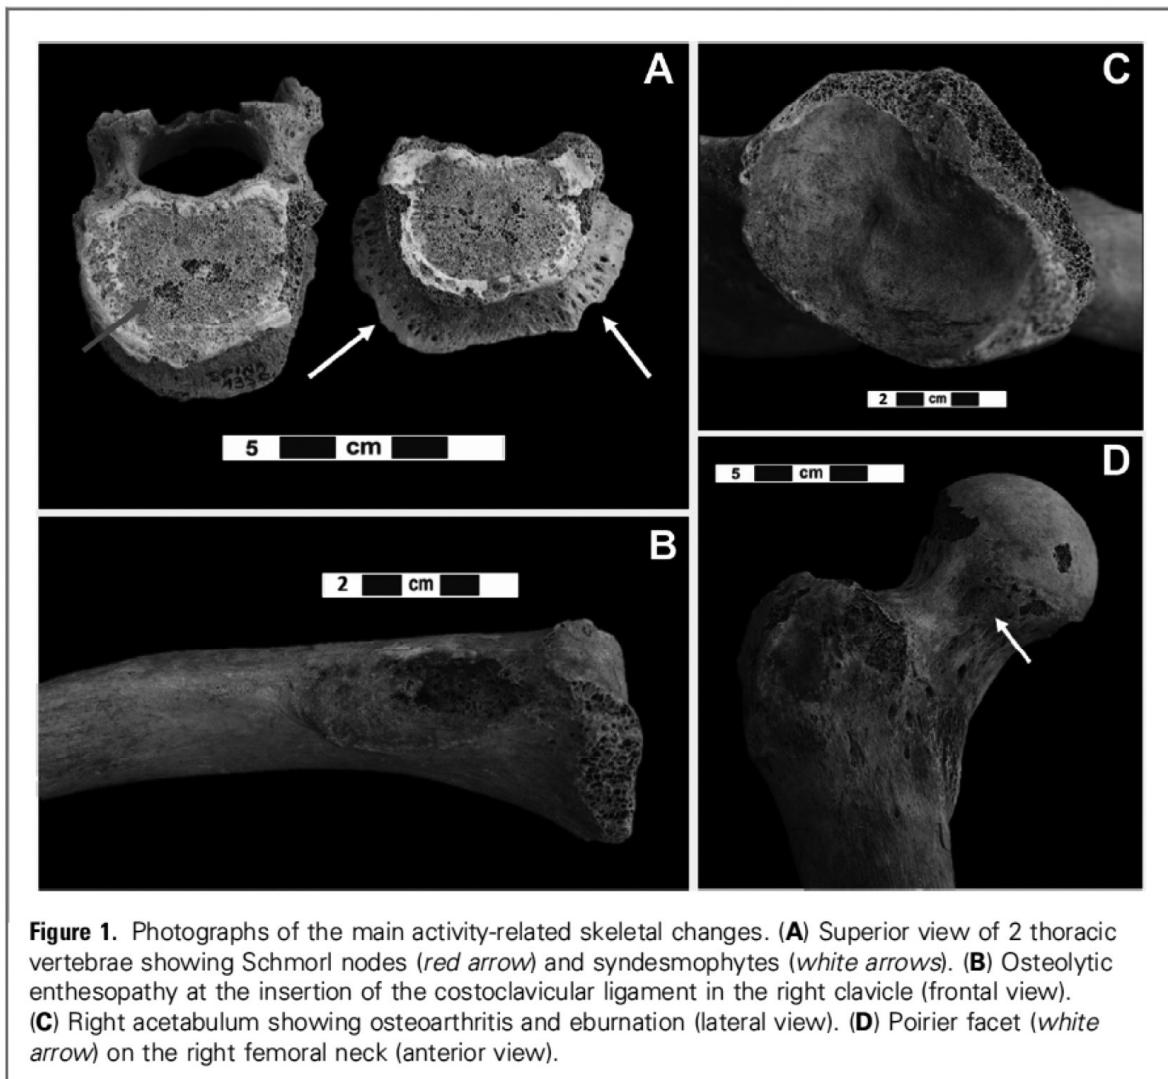 A
SPIN2
1336
5 cm
B
2 cm
C
2 cm
D
5 cm
Figure 1. Photographs of the main activity-related skeletal changes. (A) Superior view of 2 thoracic
vertebrae showing Schmorl nodes (red arrow) and syndesmophytes (white arrows). (B) Osteolytic
enthesopathy at the insertion of the costoclavicular ligament in the right clavicle (frontal view).
(C) Right acetabulum showing osteoarthritis and eburnation (lateral view). (D) Poirier facet (white
arrow) on the right femoral neck (anterior view).